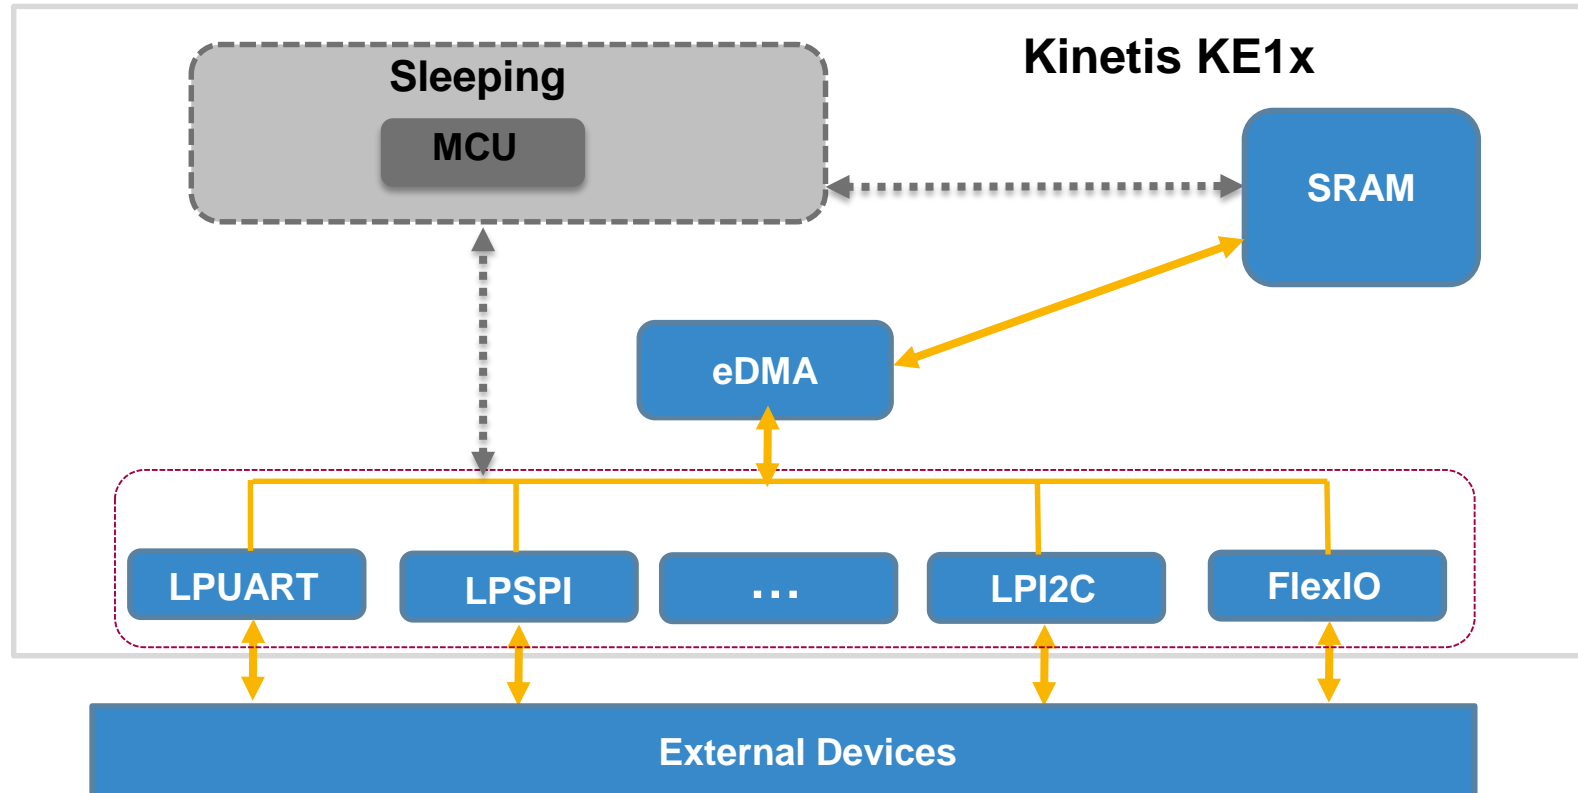 Kinetis KE1x
Sleeping
MCU
SRAM
eDMA
LPUART
LPSPI
...
LPI2C
FlexIO
External Devices